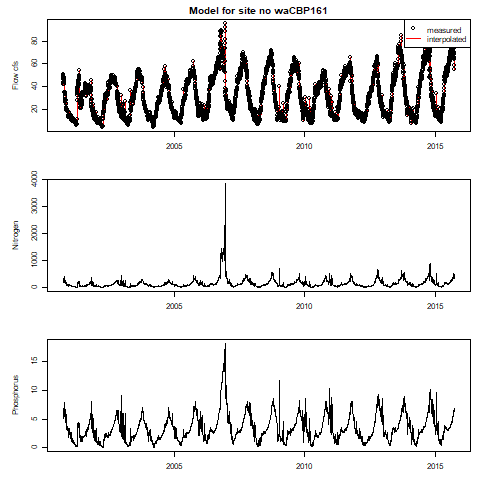 Model for site no waCBP161
measured
interpolated
Flow cfs
20 40 60 80
2005 2010 2015
Nitrogen
0 1000 2000 3000 4000
2005 2010 2015
Phosphorus
0 5 10 15
2005 2010 2015